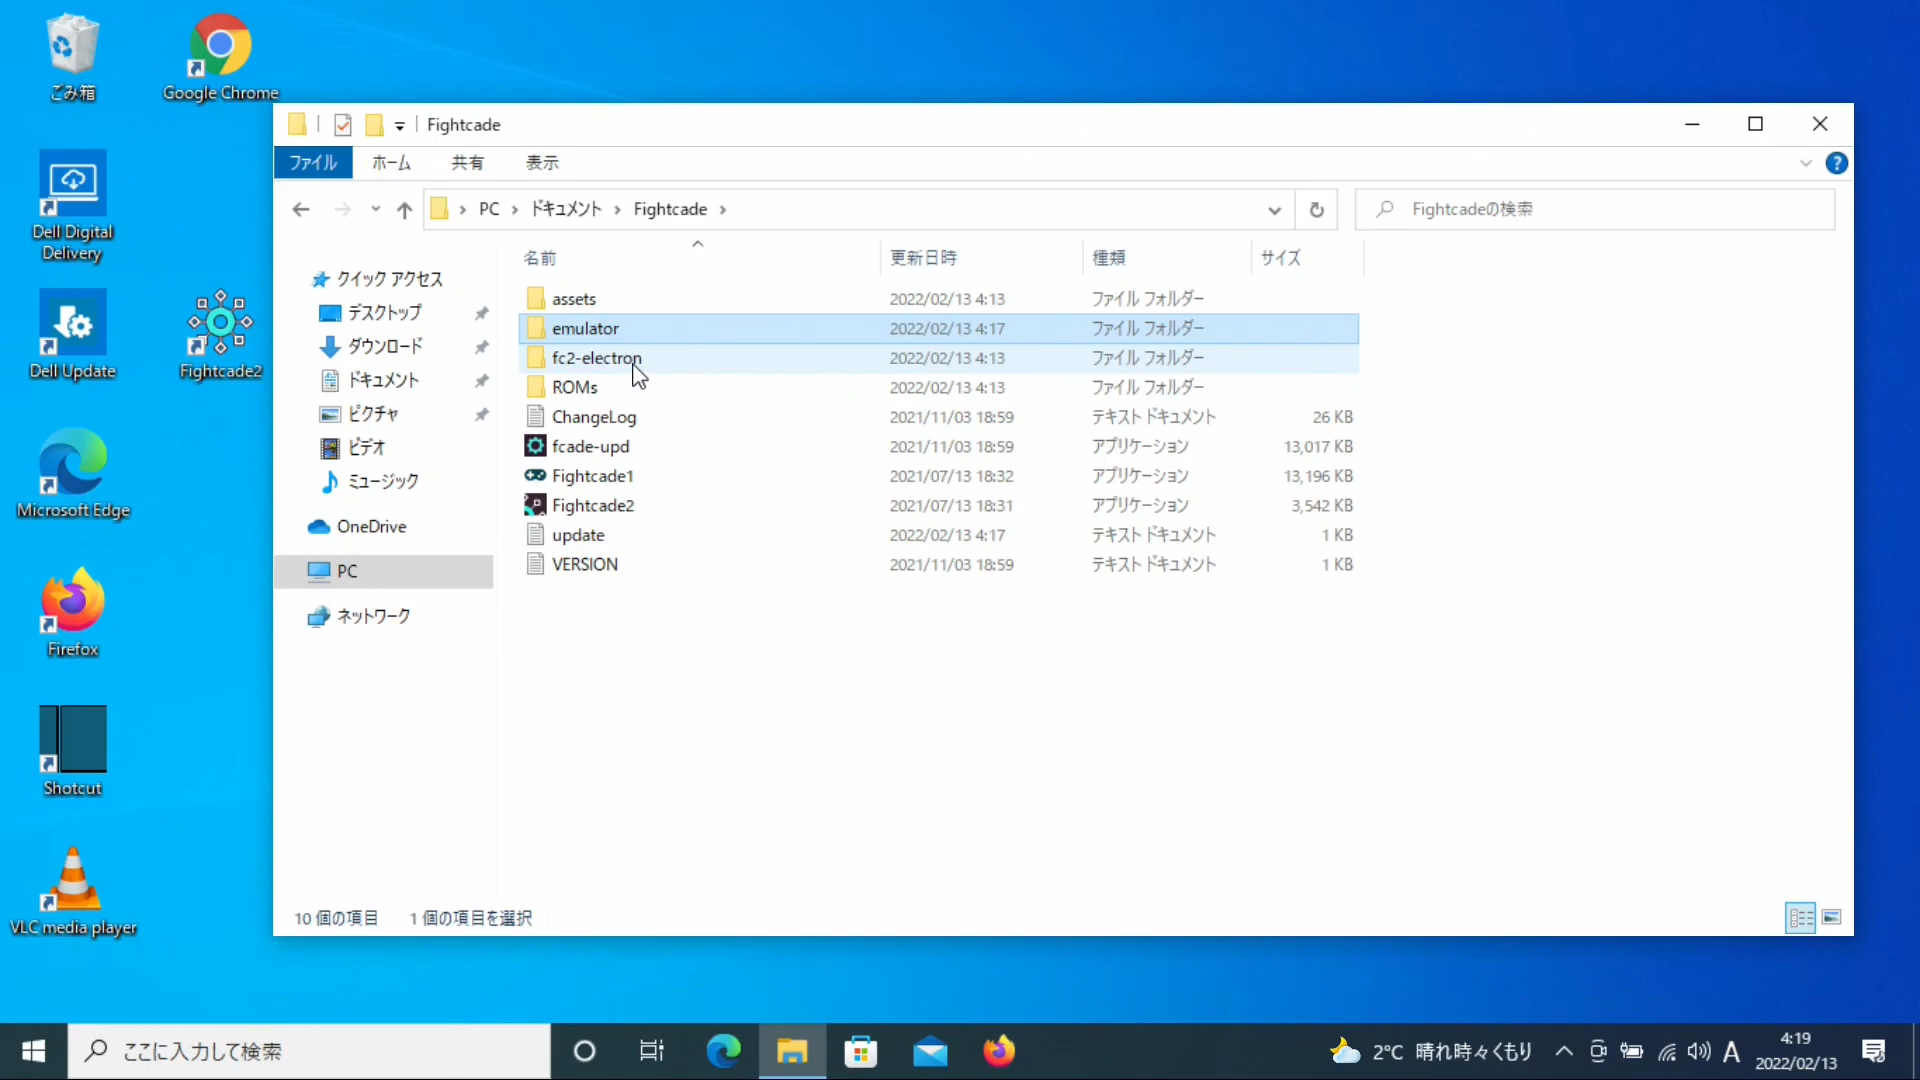 ごみ箱
Google Chrome
Dell Digital
Delivery
Dell Update
Fightcade2
Microsoft Edge
Firefox
Shotcut
VLC media player
Fightcade
ファイル ホーム 共有 表示
PC › ドキュメント › Fightcade ›
Fightcadeの検索
クイック アクセス
デスクトップ
ダウンロード
ドキュメント
ピクチャ
ビデオ
ミュージック
OneDrive
PC
ネットワーク
名前 更新日時 種類 サイズ
assets 2022/02/13 4:13 ファイル フォルダー
emulator 2022/02/13 4:17 ファイル フォルダー
fc2-electron 2022/02/13 4:13 ファイル フォルダー
ROMs 2022/02/13 4:13 ファイル フォルダー
ChangeLog 2021/11/03 18:59 テキスト ドキュメント 26 KB
fcade-upd 2021/11/03 18:59 アプリケーション 13,017 KB
Fightcade1 2021/07/13 18:32 アプリケーション 13,196 KB
Fightcade2 2021/07/13 18:31 アプリケーション 3,542 KB
update 2022/02/13 4:17 テキスト ドキュメント 1 KB
VERSION 2021/11/03 18:59 テキスト ドキュメント 1 KB
10 個の項目 1 個の項目を選択
ここに入力して検索
2°C 晴れ時々くもり
A
4:19
2022/02/13